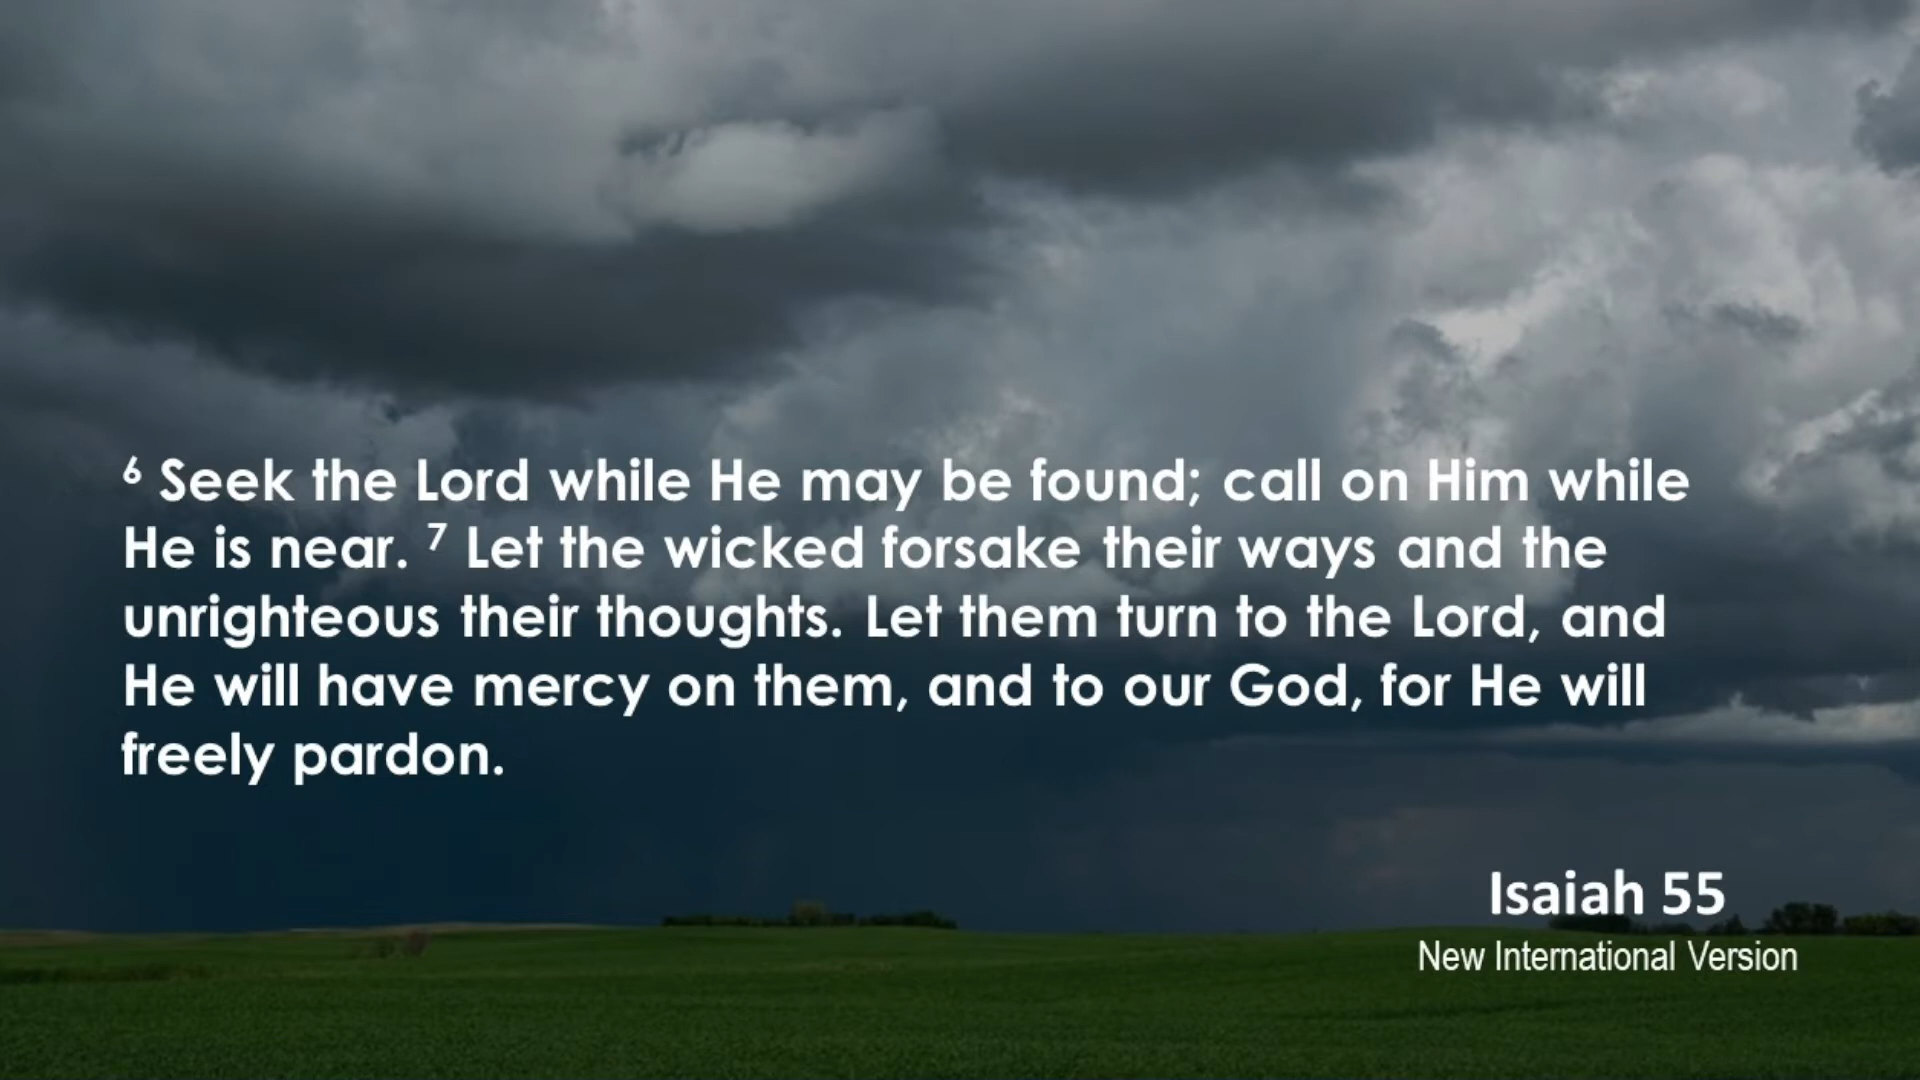 ⁶ Seek the Lord while He may be found; call on Him while
He is near. ⁷ Let the wicked forsake their ways and the
unrighteous their thoughts. Let them turn to the Lord, and
He will have mercy on them, and to our God, for He will
freely pardon.
Isaiah 55
New International Version